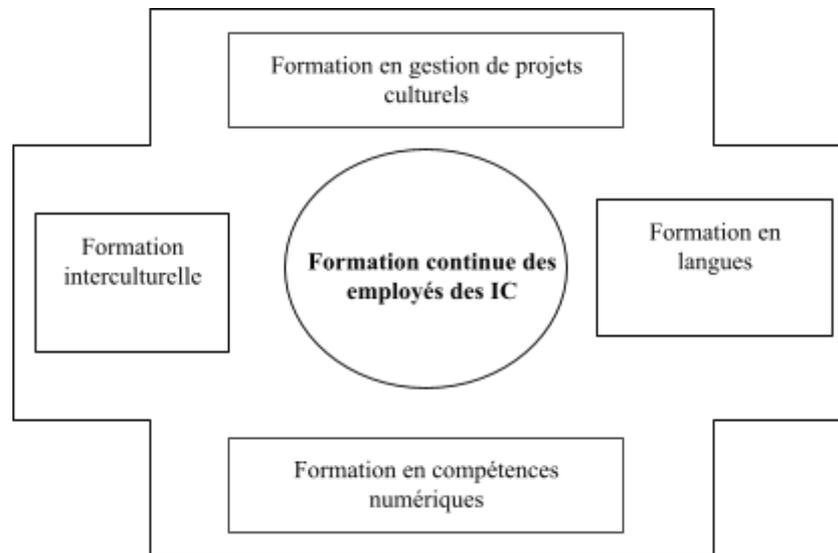 Formation en gestion de projets
culturels
Formation
interculturelle
Formation continue des
employés des IC
Formation en
langues
Formation en compétences
numériques